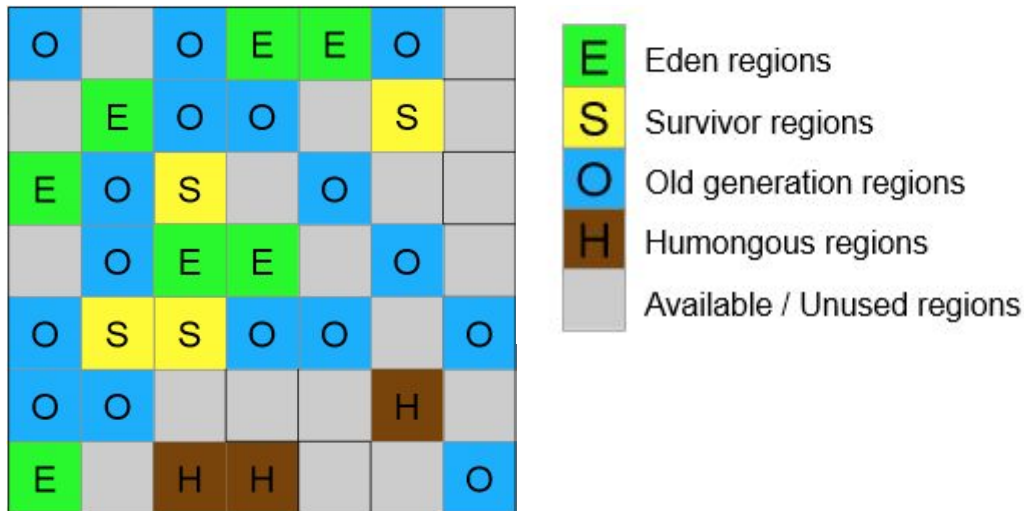 O O E E O
E O O S
E O S O
O E E O
O S S O O O
O O H
E H H O
E Eden regions
S Survivor regions
O Old generation regions
H Humongous regions
Available / Unused regions